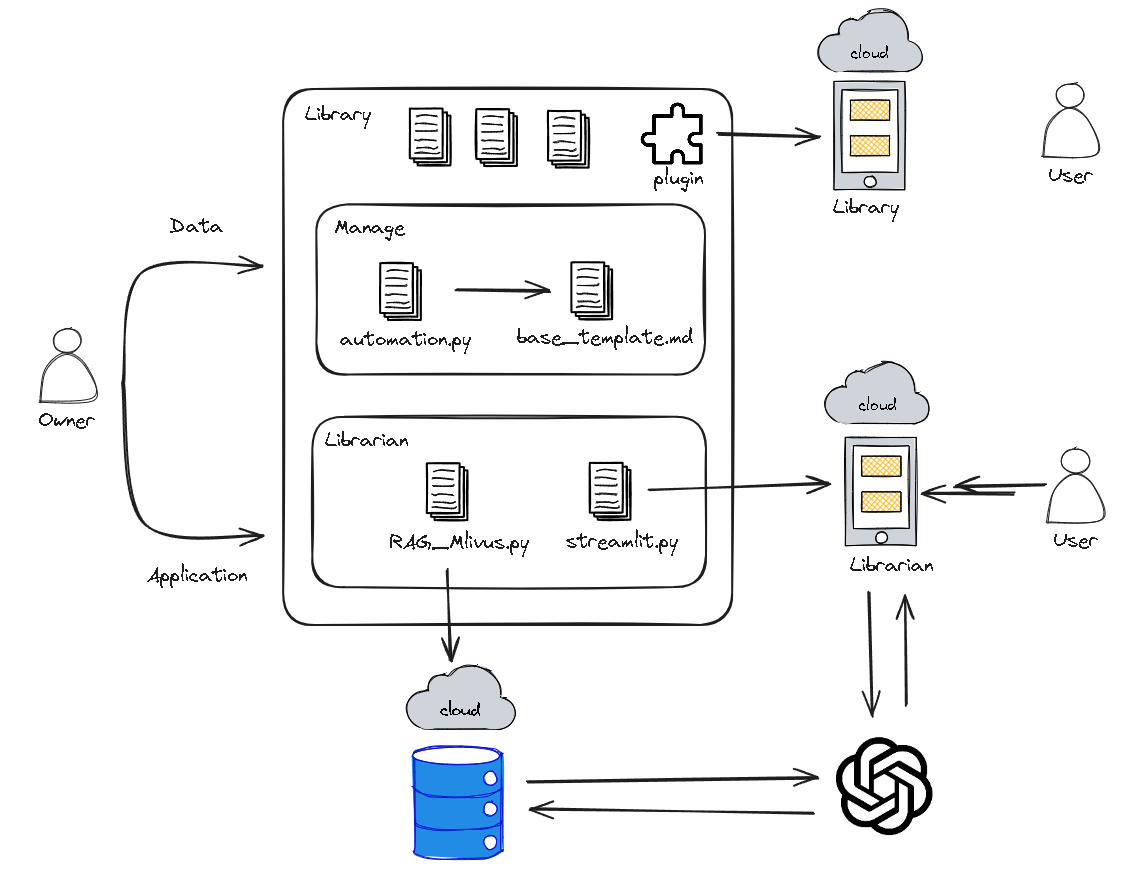 cloud
Library
plugin
User
Library
Data
Manage
automation.py
base_template.md
Owner
cloud
Librarian
RAG_Mlivus.py
streamlit.py
User
Librarian
Application
cloud